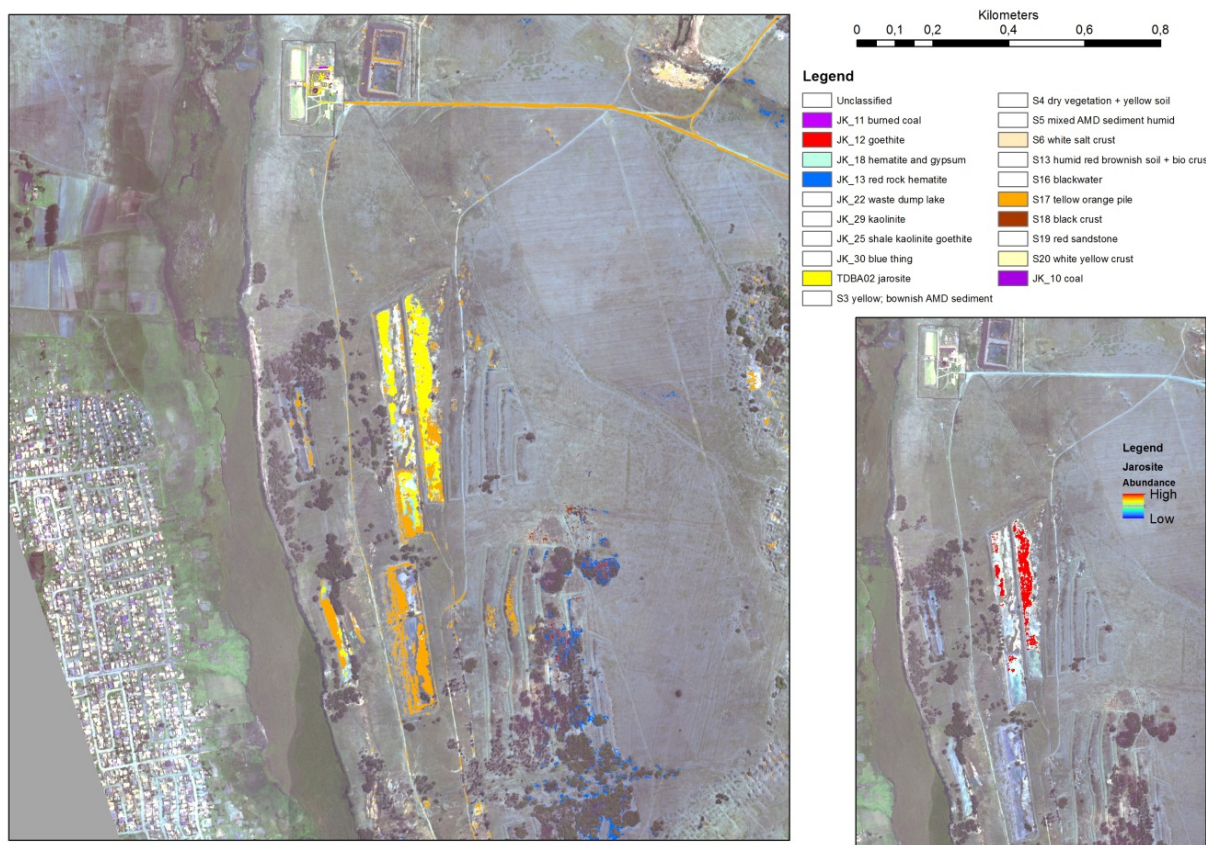 Kilometers
0 0,2 0,4 0,6 0,8
Legend
Unclassified
JK_11 burned coal
JK_12 goethite
JK_18 hematite and gypsum
JK_13 red rock hematite
JK_22 waste dump lake
JK_29 kaolinite
JK_25 shale kaolinite goethite
JK_30 blue thing
TDBA02 jarosite
S3 yellow; bownish AMD sediment
S4 dry vegetation + yellow soil
S5 mixed AMD sediment humid
S6 white salt crust
S13 humid red brownish soil + bio crus
S16 blackwater
S17 tellow orange pile
S18 black crust
S19 red sandstone
S20 white yellow crust
JK_10 coal
Legend
Jarosite
Abundance
High
Low